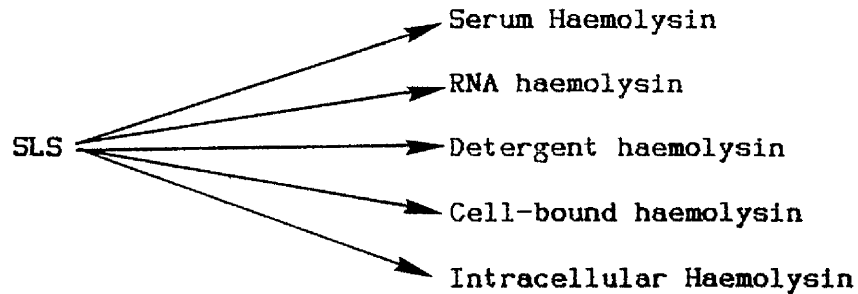 Serum Haemolysin
RNA haemolysin
SLS
Detergent haemolysin
Cell-bound haemolysin
Intracellular Haemolysin